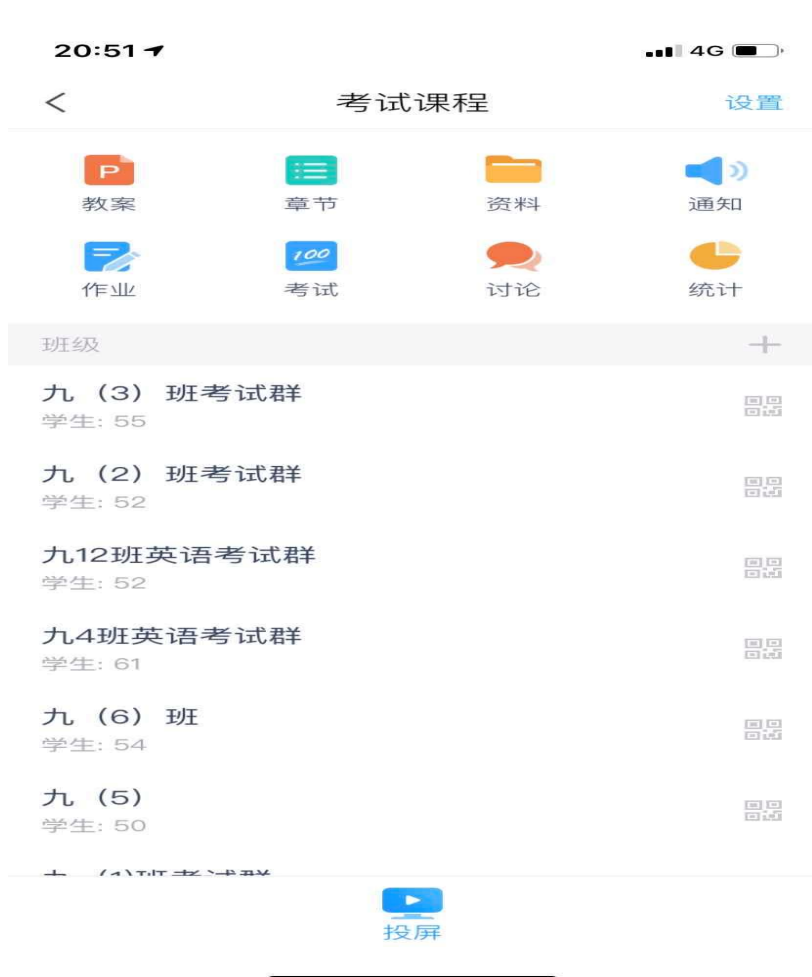 20:51 4G
考试课程 设置
P
教案 章节 资料 通知
100
作业 考试 讨论 统计
班级
九（3）班考试群
学生: 55
九（2）班考试群
学生: 52
九12班英语考试群
学生: 52
九4班英语考试群
学生: 61
九（6）班
学生: 54
九（5）
学生: 50
投屏